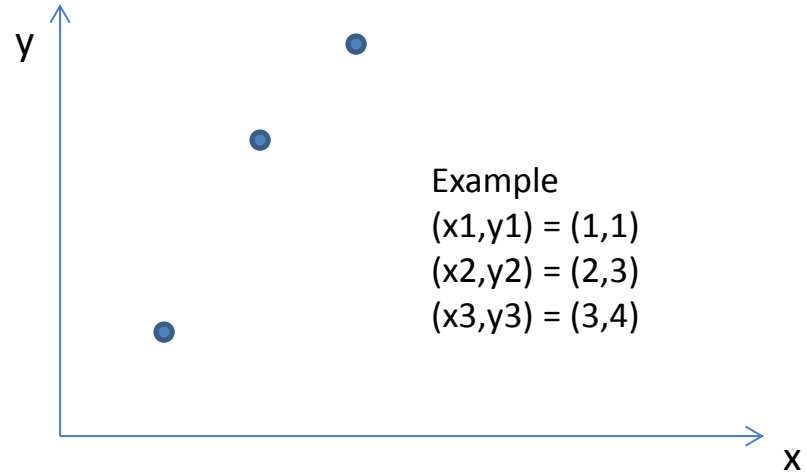 y
Example
(x1,y1) = (1,1)
(x2,y2) = (2,3)
(x3,y3) = (3,4)
x